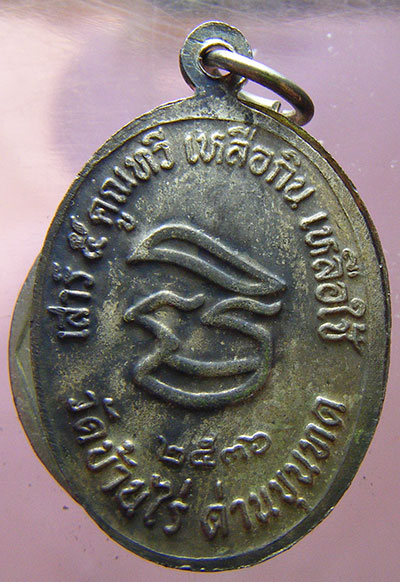 เสาร์ ๕ คูณทวี เหลือกิน เหลือใช้
๒๕๓๖
วัดบ้านไร่ ด่านขุนทด